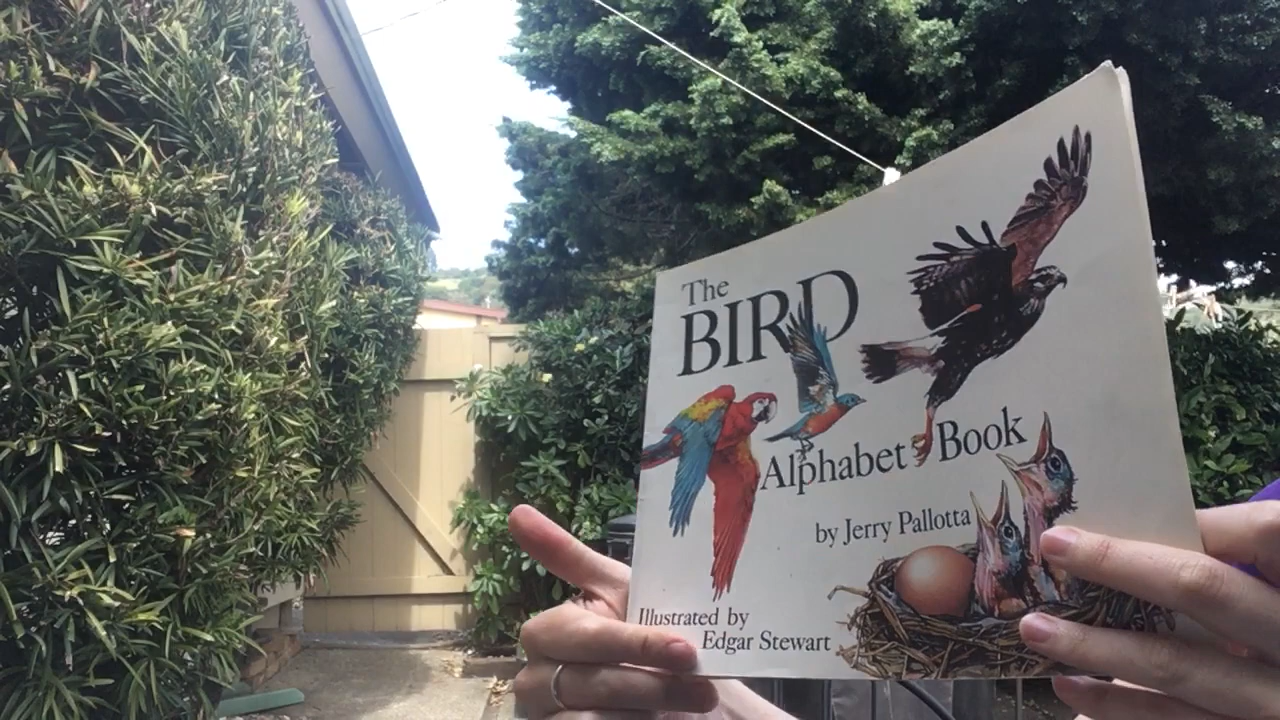 The
BIRD
Alphabet Book
by Jerry Pallotta
Illustrated by
Edgar Stewart